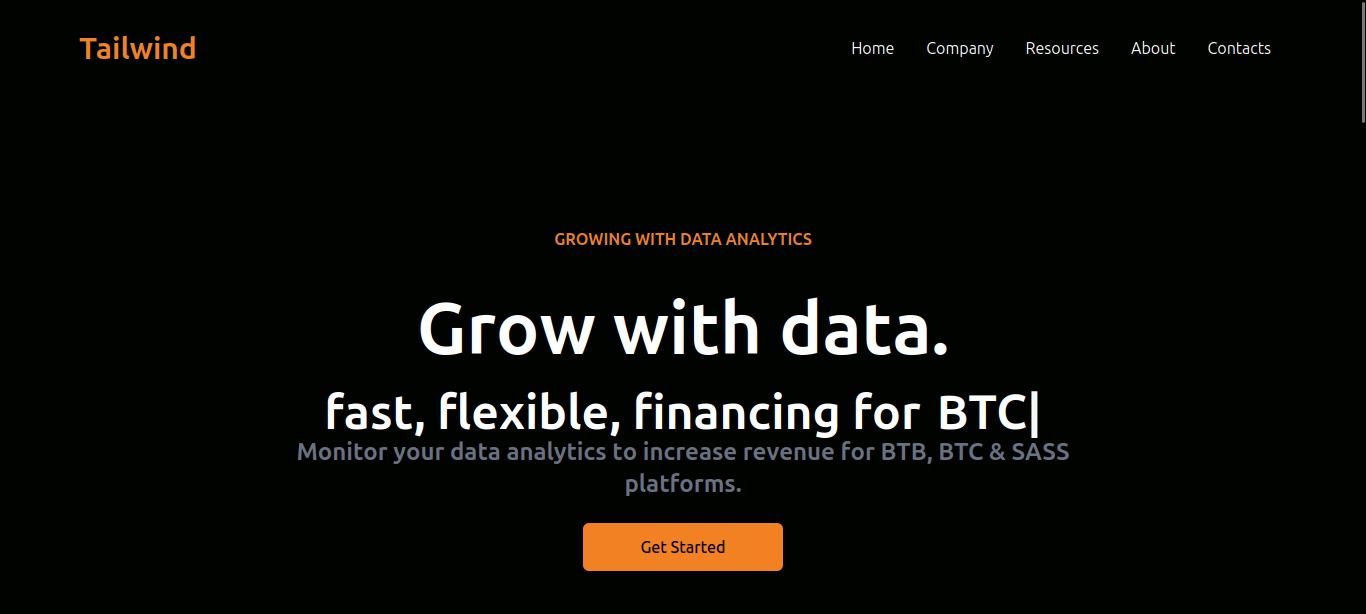 Tailwind
Home Company Resources About Contacts
GROWING WITH DATA ANALYTICS
Grow with data.
fast, flexible, financing for BTC|
Monitor your data analytics to increase revenue for BTB, BTC & SASS
platforms.
Get Started